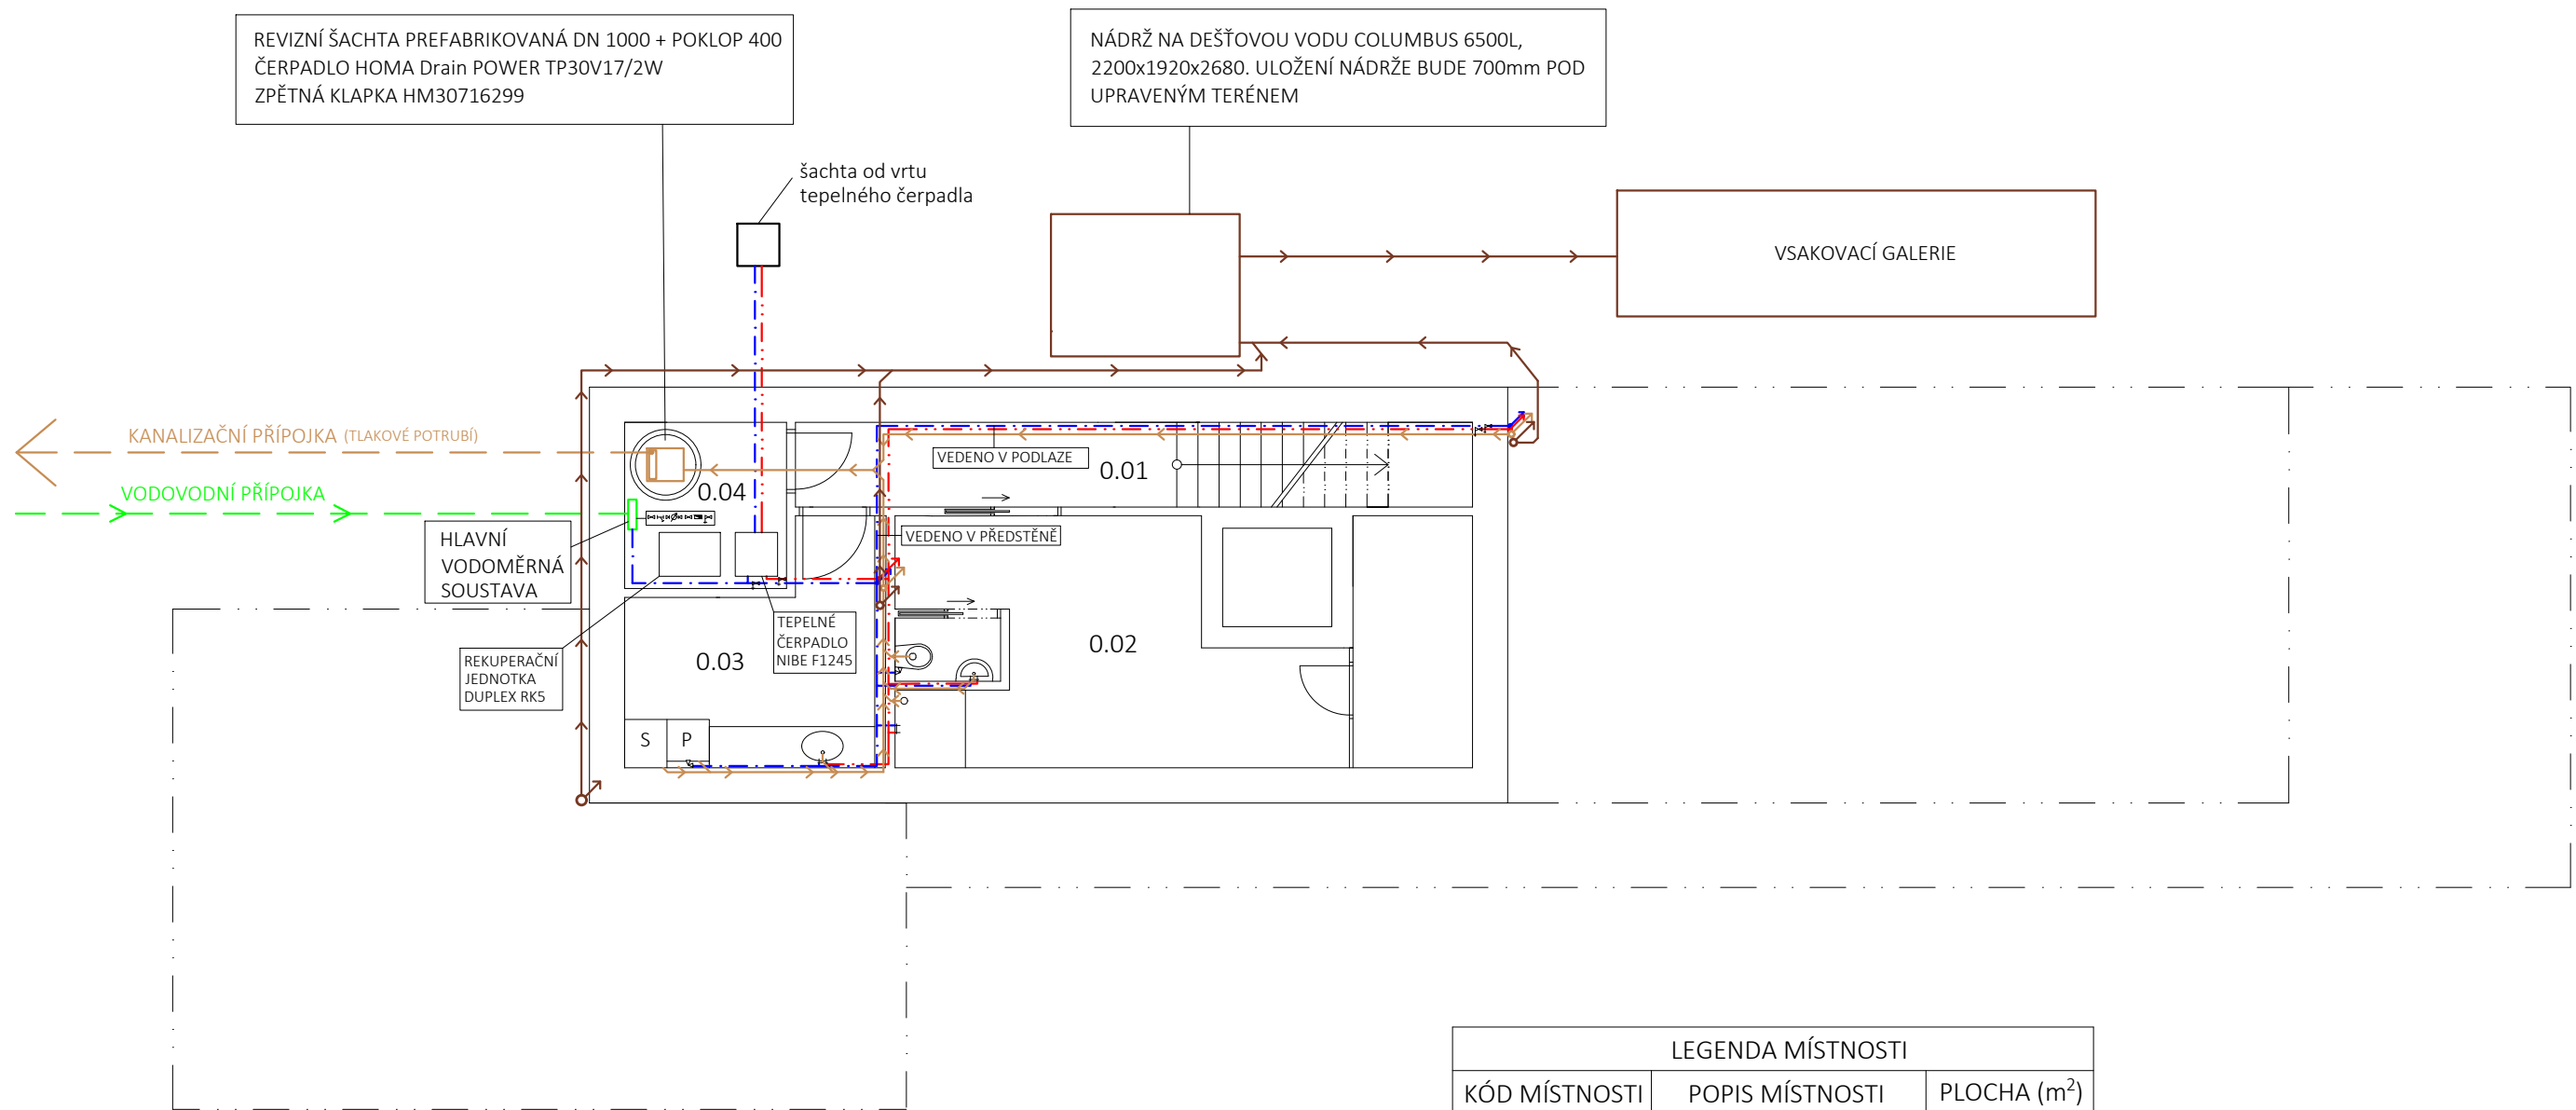 REVIZNÍ ŠACHTA PREFABRIKOVANÁ DN 1000 + POKLOP 400
ČERPADLO HOMA Drain POWER TP30V17/2W
ZPĚTNÁ KLAPKA HM30716299
NÁDRŽ NA DEŠŤOVOU VODU COLUMBUS 6500L,
2200x1920x2680. ULOŽENÍ NÁDRŽE BUDE 700mm POD
UPRAVENÝM TERÉNEM
šachta od vrtu
tepelného čerpadla
VSAKOVACÍ GALERIE
KANALIZAČNÍ PŘÍPOJKA (TLAKOVÉ POTRUBÍ)
VEDENO V PODLAZE
0.01
0.04
VODOVODNÍ PŘÍPOJKA
HLAVNÍ
VODOMĚRNÁ
SOUSTAVA
VEDENO V PŘEDSTĚNĚ
TEPELNÉ
ČERPADLO
NIBE F1245
0.02
0.03
REKUPERAČNÍ
JEDNOTKA
DUPLEX RK5
S
P
LEGENDA MÍSTNOSTI
KÓD MÍSTNOSTI
POPIS MÍSTNOSTI
PLOCHA (m²)